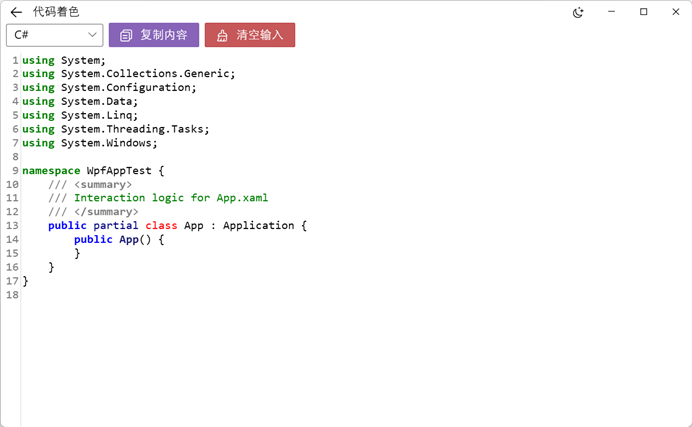 代码着色
C#
复制内容
清空输入
1 using System;
2 using System.Collections.Generic;
3 using System.Configuration;
4 using System.Data;
5 using System.Linq;
6 using System.Threading.Tasks;
7 using System.Windows;
8
9 namespace WpfAppTest {
10     /// <summary>
11     /// Interaction logic for App.xaml
12     /// </summary>
13     public partial class App : Application {
14         public App() {
15         }
16     }
17 }
18